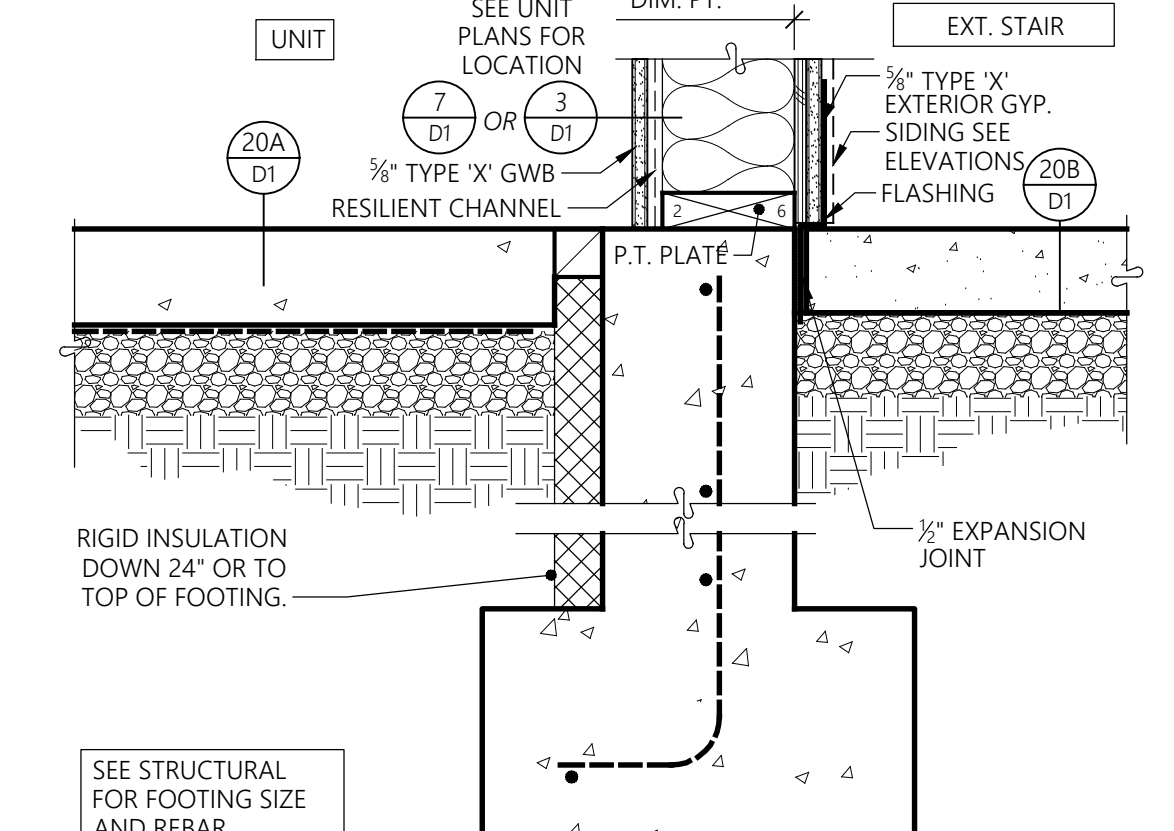 DIM. PT.
SEE UNIT
PLANS FOR
LOCATION
UNIT
EXT. STAIR
7
D1
OR
3
D1
5/8" TYPE 'X'
EXTERIOR GYP.
SIDING SEE
ELEVATIONS
20A
D1
5/8" TYPE 'X' GWB
20B
D1
FLASHING
RESILIENT CHANNEL
2
6
P.T. PLATE
1/2" EXPANSION
JOINT
RIGID INSULATION
DOWN 24" OR TO
TOP OF FOOTING.
SEE STRUCTURAL
FOR FOOTING SIZE
AND REBAR